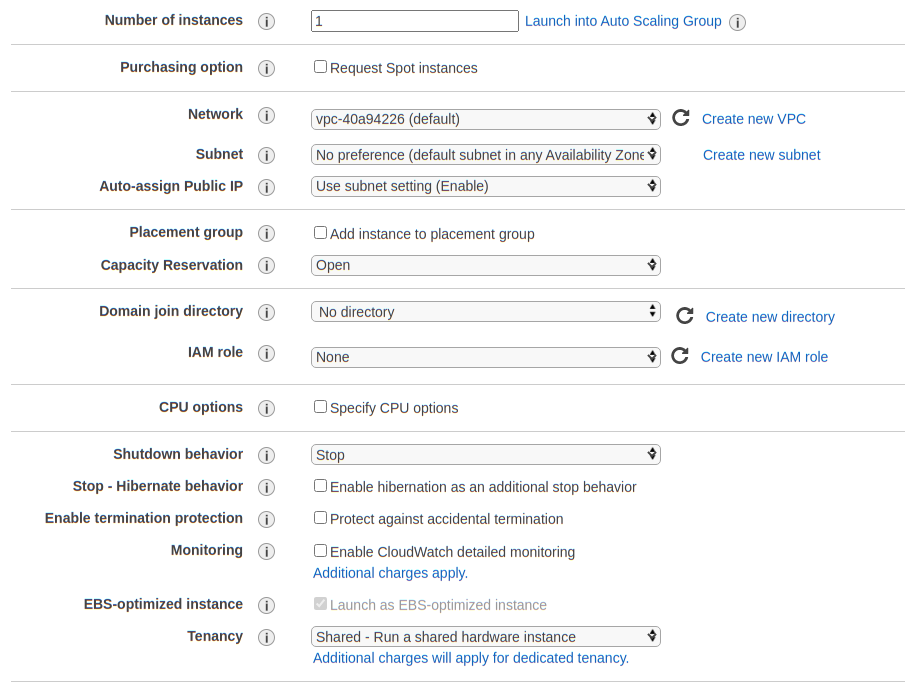 Number of instances i 1 Launch into Auto Scaling Group i
Purchasing option i Request Spot instances
Network i vpc-40a94226 (default) Create new VPC
Subnet i No preference (default subnet in any Availability Zone Create new subnet
Auto-assign Public IP i Use subnet setting (Enable)
Placement group i Add instance to placement group
Capacity Reservation i Open
Domain join directory i No directory Create new directory
IAM role i None Create new IAM role
CPU options i Specify CPU options
Shutdown behavior i Stop
Stop - Hibernate behavior i Enable hibernation as an additional stop behavior
Enable termination protection i Protect against accidental termination
Monitoring i Enable CloudWatch detailed monitoring
Additional charges apply.
EBS-optimized instance i Launch as EBS-optimized instance
Tenancy i Shared - Run a shared hardware instance
Additional charges will apply for dedicated tenancy.